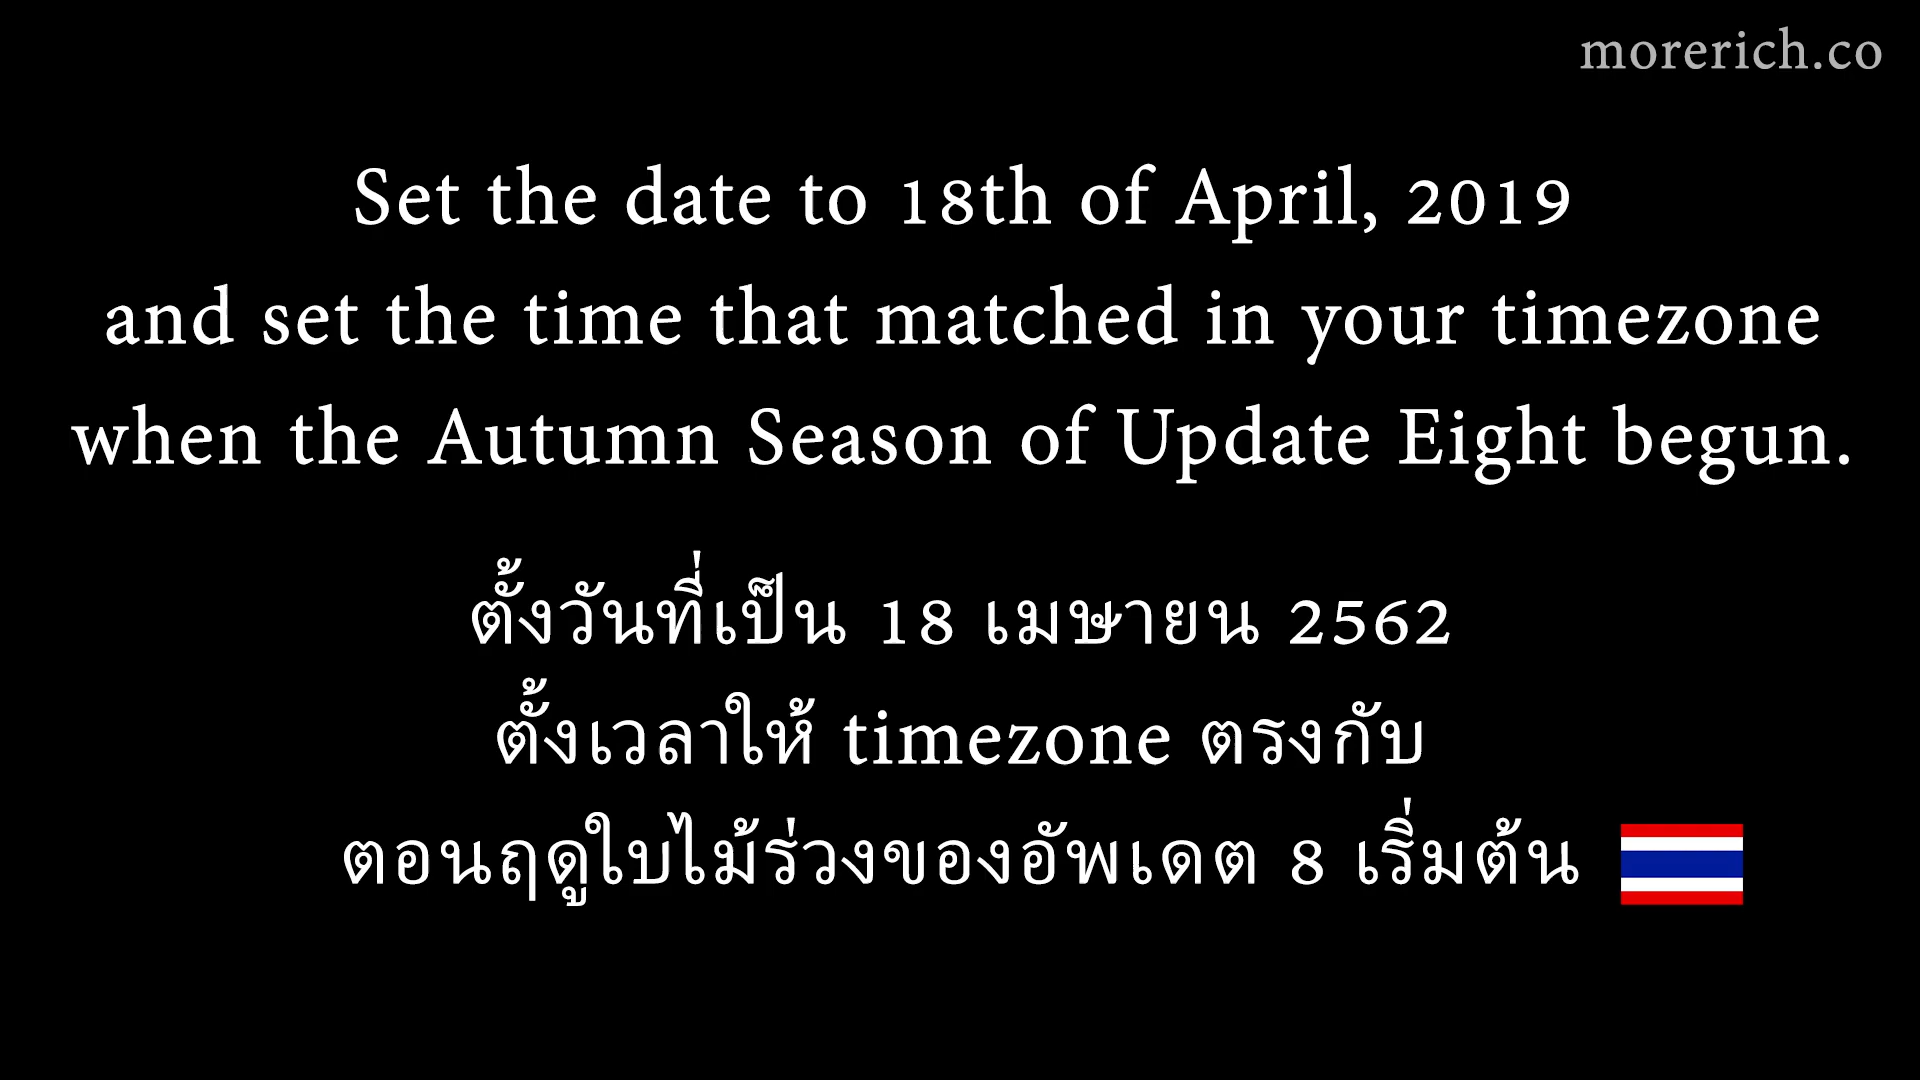 morerich.co
Set the date to 18th of April, 2019
and set the time that matched in your timezone
when the Autumn Season of Update Eight begun.
ตั้งวันที่เป็น 18 เมษายน 2562
ตั้งเวลาให้ timezone ตรงกับ
ตอนฤดูใบไม้ร่วงของอัพเดต 8 เริ่มต้น